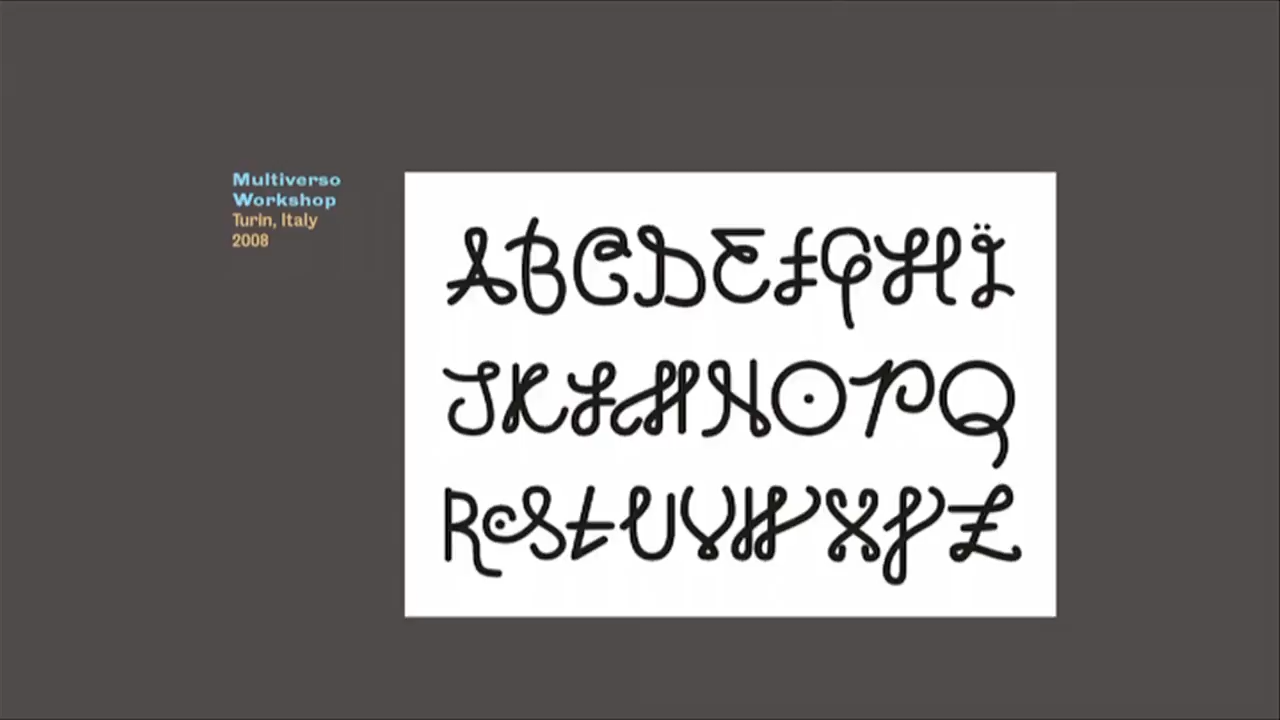 Multiverso
Workshop
Turin, Italy
2008
ABCDEFGHÏ
JKLMNOPQ
RSTUVWXYZ